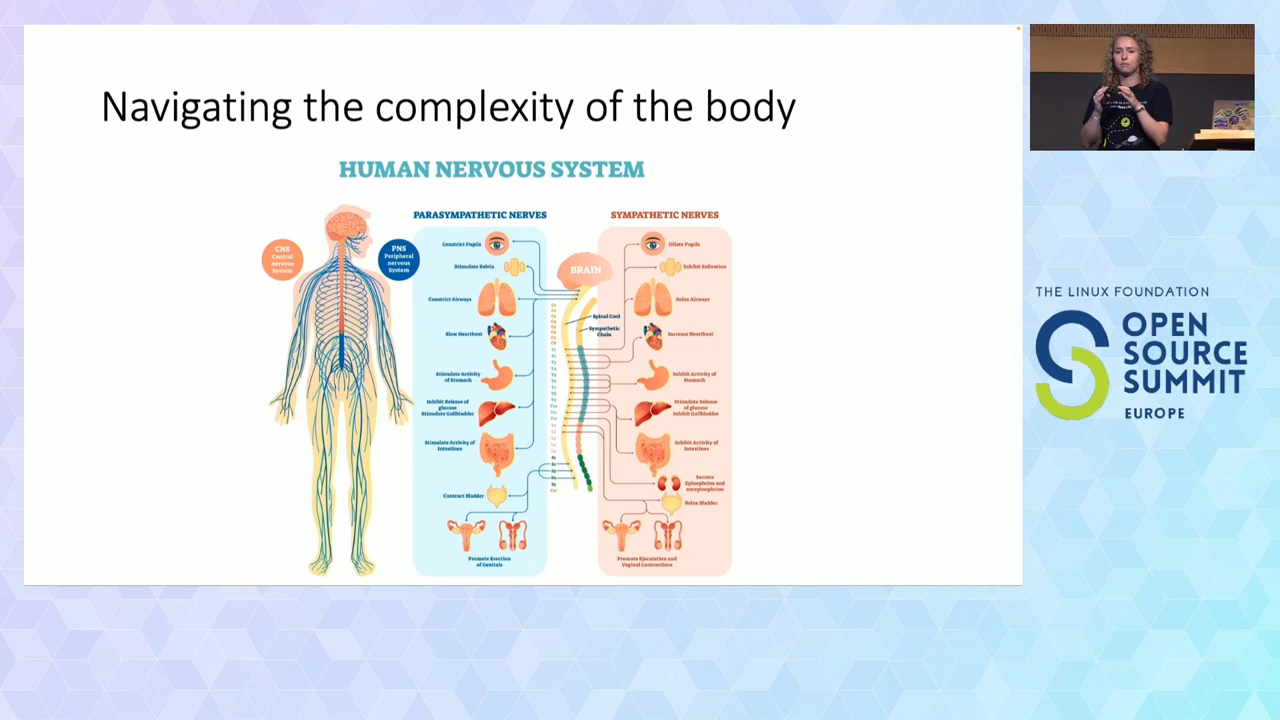 Navigating the complexity of the body
HUMAN NERVOUS SYSTEM
CNS
Central
nervous
System
PNS
Peripheral
nervous
System
PARASYMPATHETIC NERVES
Constrict Pupils
Stimulate Saliva
Constrict Airways
Slow Heartbeat
Stimulate Activity
of Stomach
Inhibit Release of
glucose
Stimulate Gallbladder
Stimulate Activity of
Intestines
Contract Bladder
Promote Erection
of Genitals
BRAIN
Spinal Cord
Sympathetic
Chain
SYMPATHETIC NERVES
Dilate Pupils
Inhibit Salivation
Relax Airways
Increase Heartbeat
Inhibit Activity of
Stomach
Stimulate Release
of glucose
Inhibit Gallbladder
Inhibit Activity of
Intestines
Secrete
Epinephrine and
norepinephrine
Relax Bladder
Promote Ejaculation and
Vaginal Contractions
THE LINUX FOUNDATION
OPEN
SOURCE
SUMMIT
EUROPE